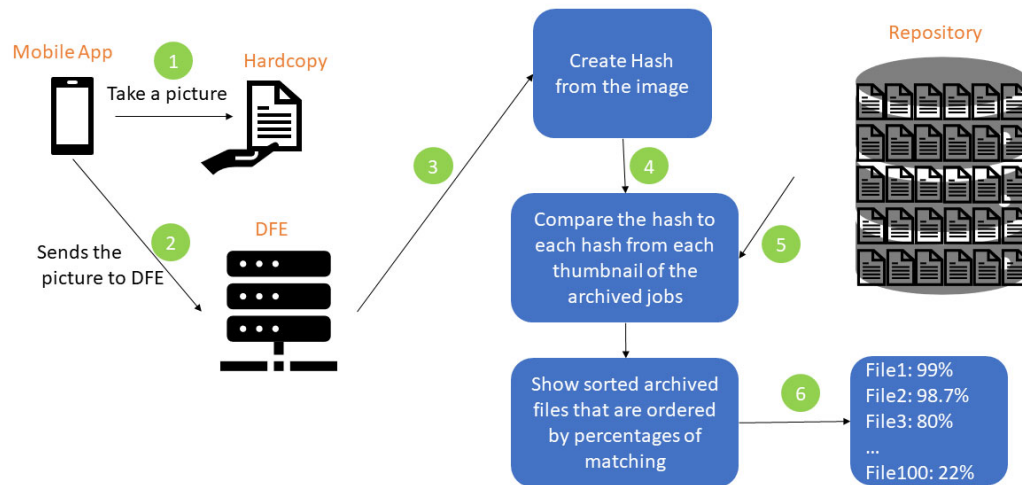 Mobile App
1
Hardcopy
Take a picture
2
Sends the
picture to DFE
DFE
3
Create Hash
from the image
4
Compare the hash to
each hash from each
thumbnail of the
archived jobs
Repository
5
Show sorted archived
files that are ordered
by percentages of
matching
6
File1: 99%
File2: 98.7%
File3: 80%
...
File100: 22%